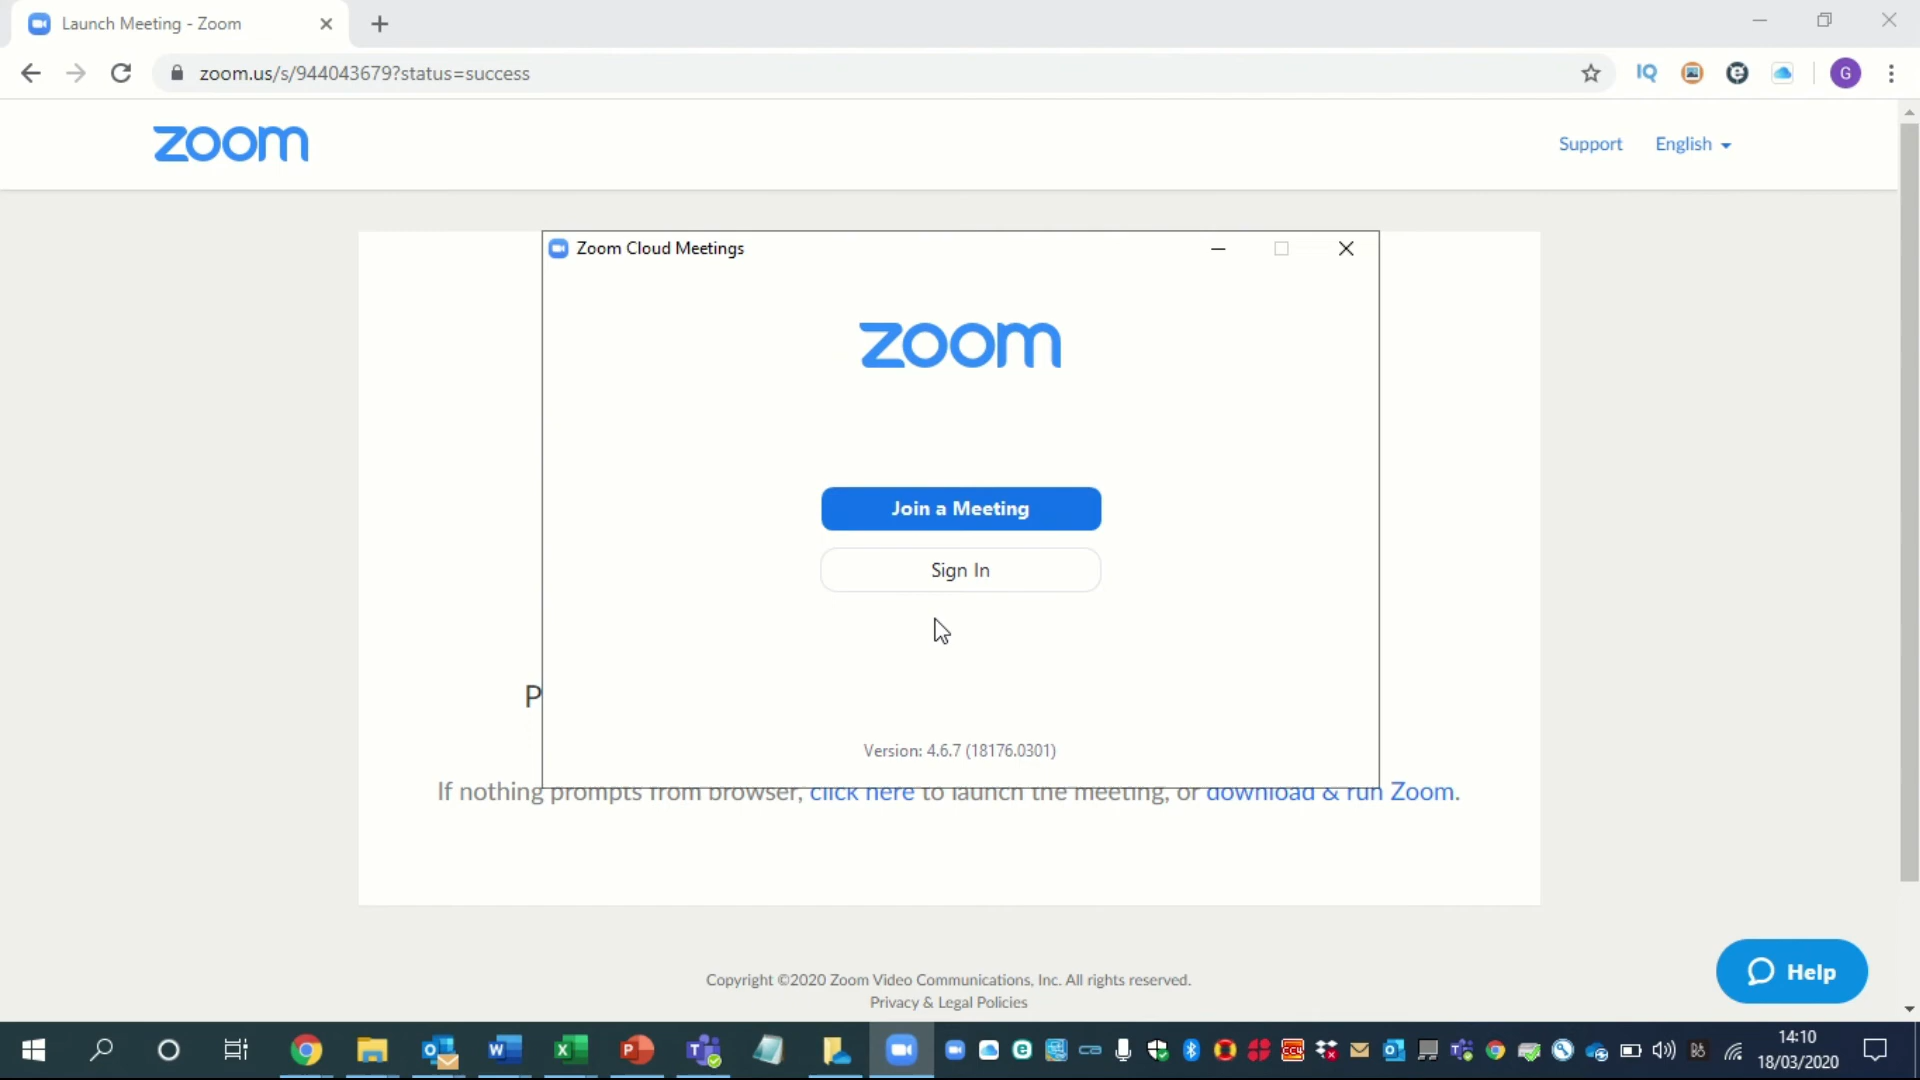 Launch Meeting - Zoom
zoom.us/s/944043679?status=success
IQ
G
zoom
Support
English
Zoom Cloud Meetings
zoom
Join a Meeting
Sign In
P
Version: 4.6.7 (18176.0301)
If nothing prompts from browser, click here to launch the meeting, or download & run Zoom.
Help
Copyright ©2020 Zoom Video Communications, Inc. All rights reserved.
Privacy & Legal Policies
14:10
18/03/2020